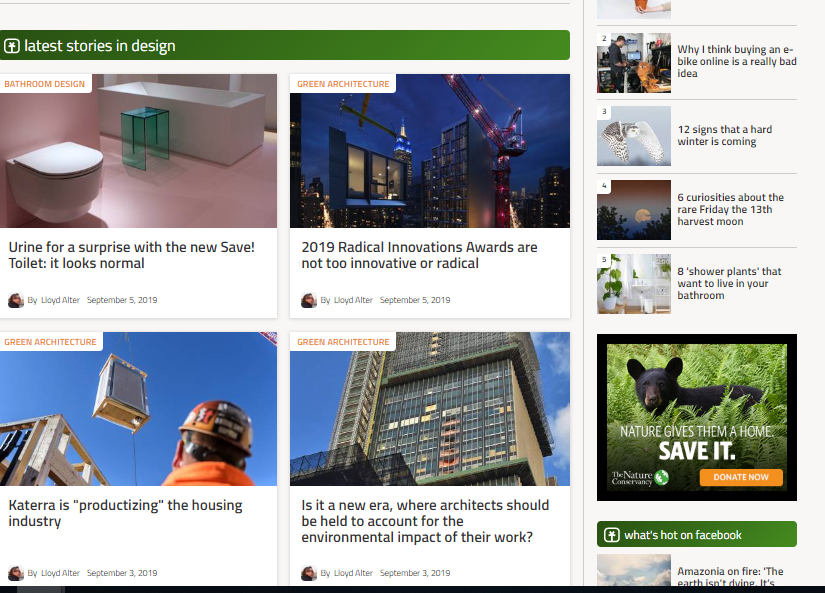 latest stories in design
BATHROOM DESIGN
Urine for a surprise with the new Save!
Toilet: it looks normal
By Lloyd Alter September 5, 2019
GREEN ARCHITECTURE
2019 Radical Innovations Awards are
not too innovative or radical
By Lloyd Alter September 5, 2019
GREEN ARCHITECTURE
Katerra is "productizing" the housing
industry
By Lloyd Alter September 3, 2019
GREEN ARCHITECTURE
Is it a new era, where architects should
be held to account for the
environmental impact of their work?
By Lloyd Alter September 3, 2019
2
Why I think buying an e-
bike online is a really bad
idea
3
12 signs that a hard
winter is coming
4
6 curiosities about the
rare Friday the 13th
harvest moon
5
8 'shower plants' that
want to live in your
bathroom
NATURE GIVES THEM A HOME.
SAVE IT.
The Nature
Conservancy
DONATE NOW
what's hot on facebook
Amazonia on fire: 'The
earth isn't dying. It's